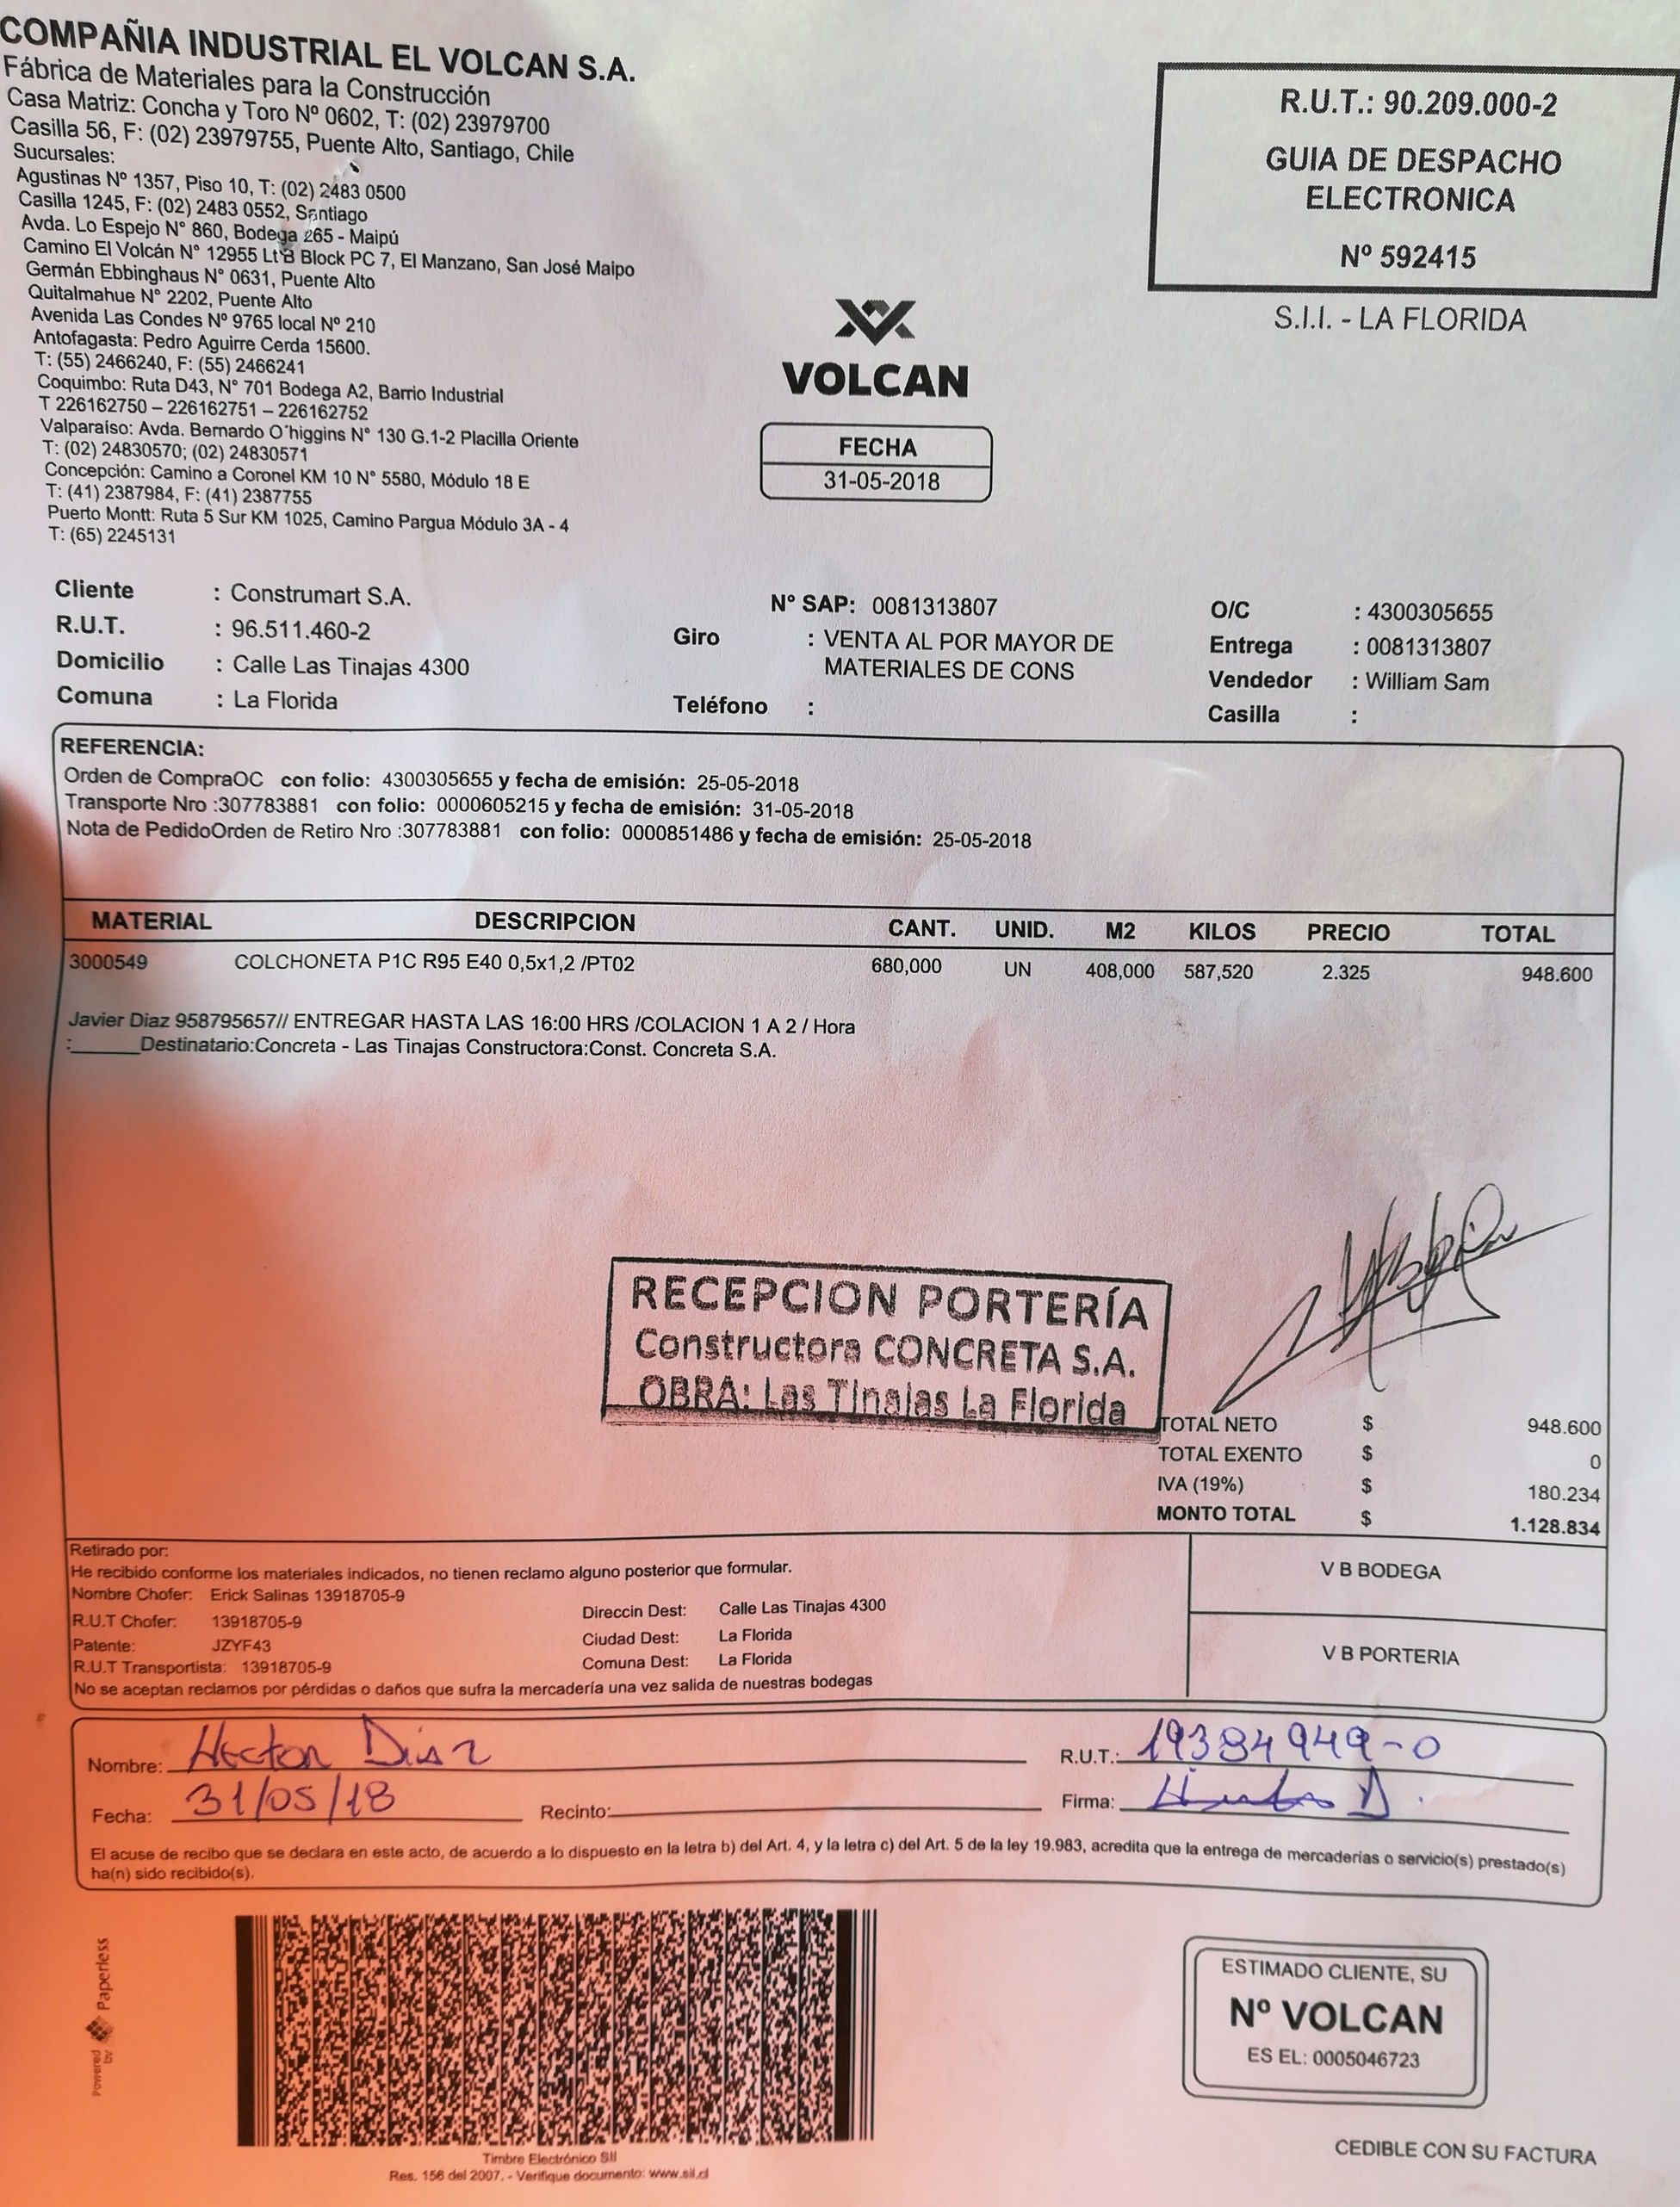 COMPAÑIA INDUSTRIAL EL VOLCAN S.A.
Fábrica de Materiales para la Construcción
Casa Matriz: Concha y Toro Nº 0602, T: (02) 23979700
Casilla 56, F: (02) 23979755, Puente Alto, Santiago, Chile
Sucursales:
Agustinas Nº 1357, Piso 10, T: (02) 2483 0500
Casilla 1245, F: (02) 2483 0552, Santiago
Avda. Lo Espejo N° 860, Bodega 265 - Maipú
Camino El Volcán N° 12955 Lt B Block PC 7, El Manzano, San José Maipo
Germán Ebbinghaus N° 0631, Puente Alto
Quitalmahue N° 2202, Puente Alto
Avenida Las Condes Nº 9765 local Nº 210
Antofagasta: Pedro Aguirre Cerda 15600.
T: (55) 2466240, F: (55) 2466241
Coquimbo: Ruta D43, N° 701 Bodega A2, Barrio Industrial
T 226162750 – 226162751 – 226162752
Valparaíso: Avda. Bernardo O´higgins N° 130 G.1-2 Placilla Oriente
T: (02) 24830570; (02) 24830571
Concepción: Camino a Coronel KM 10 N° 5580, Módulo 18 E
T: (41) 2387984, F: (41) 2387755
Puerto Montt: Ruta 5 Sur KM 1025, Camino Pargua Módulo 3A - 4
T: (65) 2245131
R.U.T.: 90.209.000-2
GUIA DE DESPACHO
ELECTRONICA
Nº 592415
S.I.I. - LA FLORIDA
VOLCAN
FECHA
31-05-2018
Cliente : Construmart S.A.
R.U.T. : 96.511.460-2
Domicilio : Calle Las Tinajas 4300
Comuna : La Florida
N° SAP: 0081313807
Giro : VENTA AL POR MAYOR DE
MATERIALES DE CONS
Teléfono :
O/C : 4300305655
Entrega : 0081313807
Vendedor : William Sam
Casilla :
REFERENCIA:
Orden de CompraOC con folio: 4300305655 y fecha de emisión: 25-05-2018
Transporte Nro :307783881 con folio: 0000605215 y fecha de emisión: 31-05-2018
Nota de PedidoOrden de Retiro Nro :307783881 con folio: 0000851486 y fecha de emisión: 25-05-2018
MATERIAL DESCRIPCION CANT. UNID. M2 KILOS PRECIO TOTAL
3000549 COLCHONETA P1C R95 E40 0,5x1,2 /PT02 680,000 UN 408,000 587,520 2.325 948.600
Javier Diaz 958795657// ENTREGAR HASTA LAS 16:00 HRS /COLACION 1 A 2 / Hora
:______Destinatario:Concreta - Las Tinajas Constructora:Const. Concreta S.A.
RECEPCION PORTERÍA
Constructora CONCRETA S.A.
OBRA: Las Tinajas La Florida
TOTAL NETO $ 948.600
TOTAL EXENTO $ 0
IVA (19%) $ 180.234
MONTO TOTAL $ 1.128.834
Retirado por:
He recibido conforme los materiales indicados, no tienen reclamo alguno posterior que formular.
Nombre Chofer: Erick Salinas 13918705-9
R.U.T Chofer: 13918705-9
Patente: JZYF43
R.U.T Transportista: 13918705-9
Direccin Dest: Calle Las Tinajas 4300
Ciudad Dest: La Florida
Comuna Dest: La Florida
No se aceptan reclamos por pérdidas o daños que sufra la mercadería una vez salida de nuestras bodegas
V B BODEGA
V B PORTERIA
Nombre: Hector Diaz
R.U.T.: 19384949-0
Fecha: 31/05/18 Recinto:
Firma:
El acuse de recibo que se declara en este acto, de acuerdo a lo dispuesto en la letra b) del Art. 4, y la letra c) del Art. 5 de la ley 19.983, acredita que la entrega de mercaderías o servicio(s) prestado(s)
ha(n) sido recibido(s).
Powered by Paperless
Timbre Electrónico SII
Res. 156 del 2007. - Verifique documento: www.sii.cl
ESTIMADO CLIENTE, SU
Nº VOLCAN
ES EL: 0005046723
CEDIBLE CON SU FACTURA